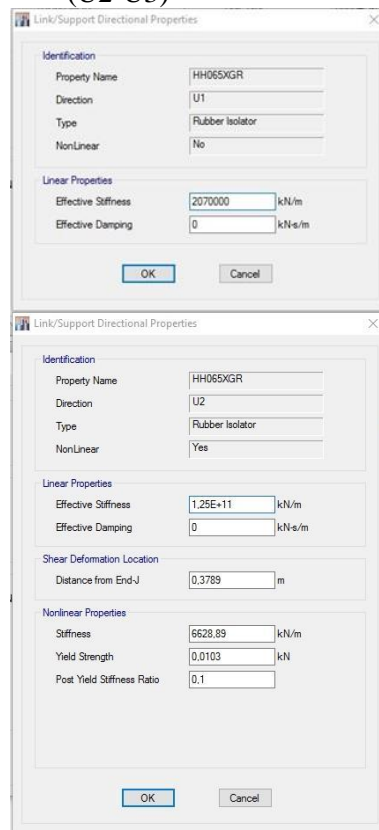 (U2-U3)
Link/Support Directional Properties
Identification
Property Name HH065XGR
Direction U1
Type Rubber Isolator
NonLinear No
Linear Properties
Effective Stiffness 2070000 kN/m
Effective Damping 0 kN-s/m
OK Cancel
Link/Support Directional Properties
Identification
Property Name HH065XGR
Direction U2
Type Rubber Isolator
NonLinear Yes
Linear Properties
Effective Stiffness 1,25E+11 kN/m
Effective Damping 0 kN-s/m
Shear Deformation Location
Distance from End-J 0,3789 m
Nonlinear Properties
Stiffness 6628,89 kN/m
Yield Strength 0,0103 kN
Post Yield Stiffness Ratio 0,1
OK Cancel